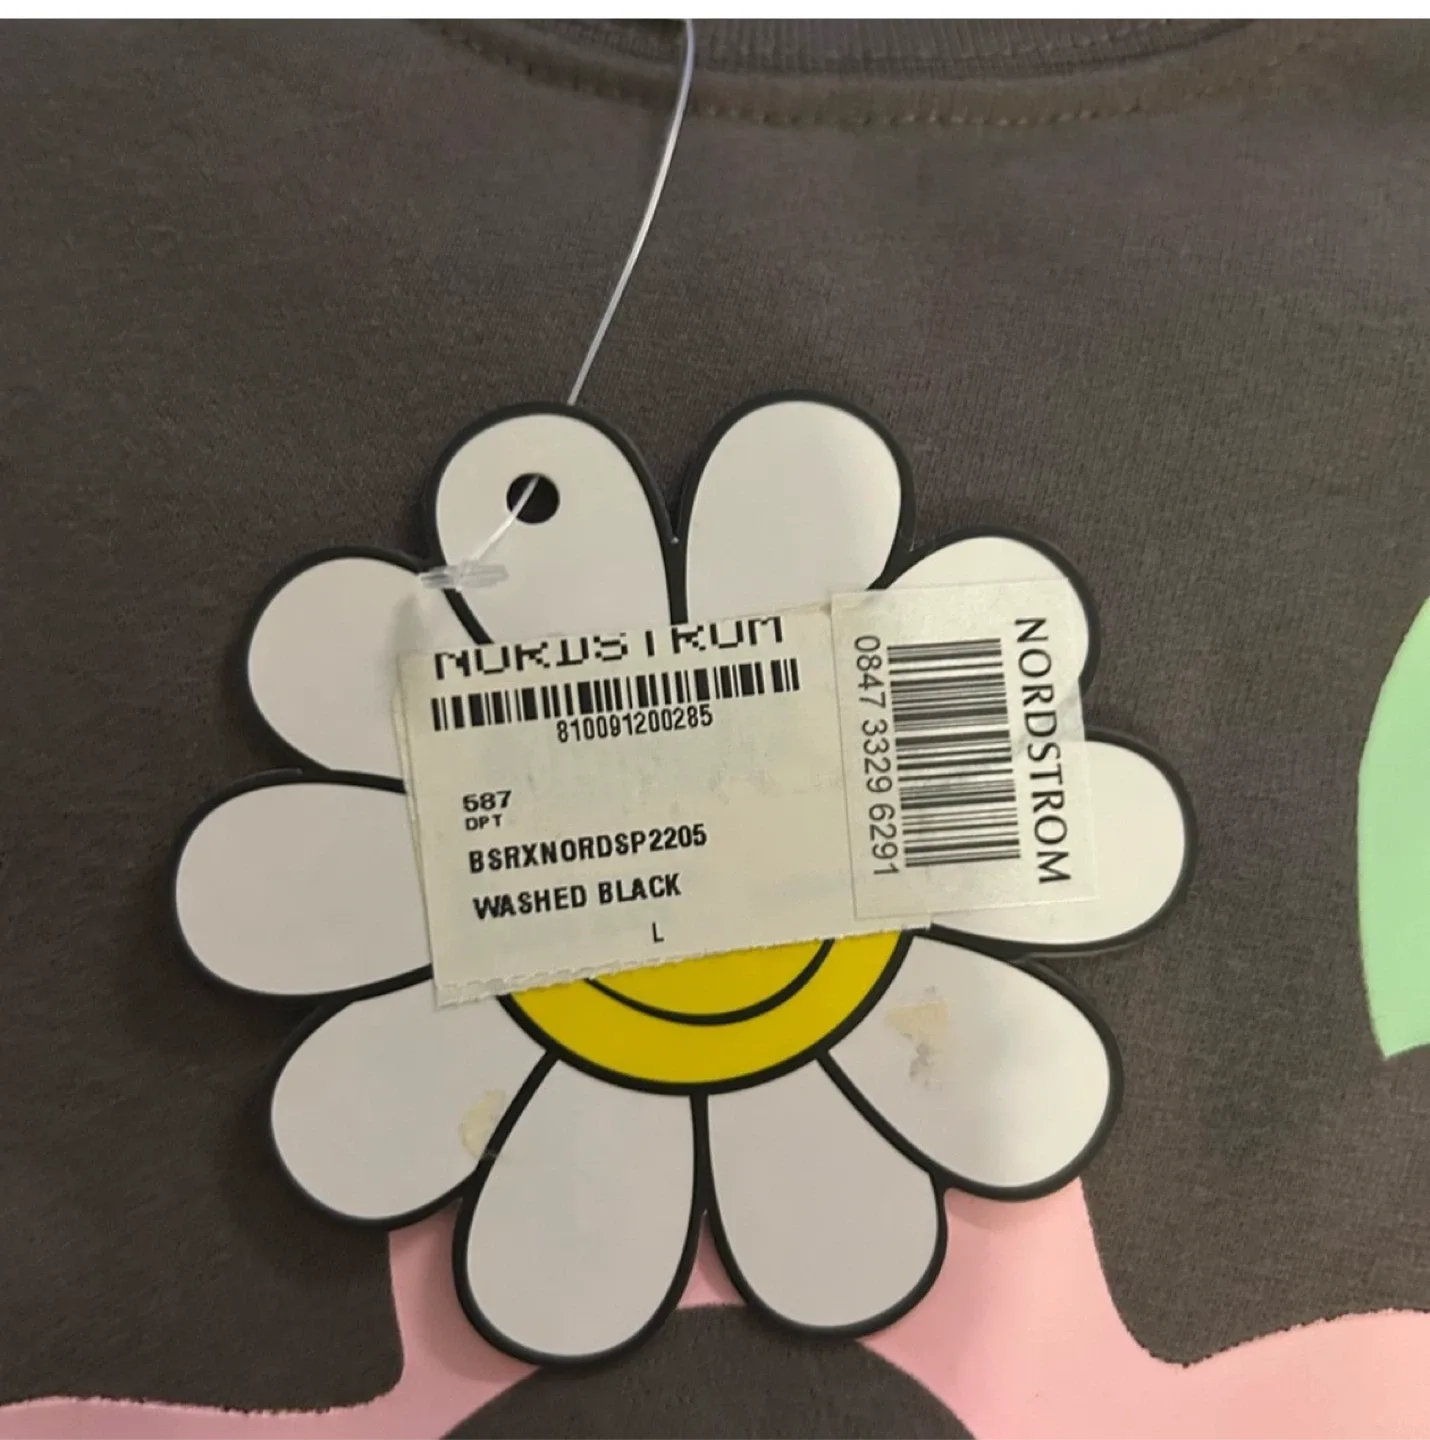 NORDSTROM
810091200285
587
DPT
BSRXNORDSP2205
WASHED BLACK
L
NORDSTROM
0847 3329 6291